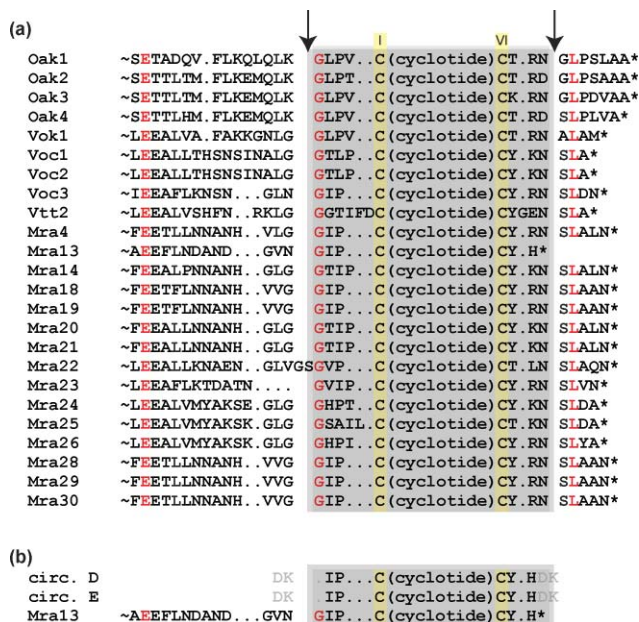 (a)
I VI
Oak1 ~SETADQV.FLKQLQLK GLPV..C(cyclotide)CT.RN GLPSLAA*
Oak2 ~SETTLTM.FLKEMQLK GLPT..C(cyclotide)CT.RD GLPSAAA*
Oak3 ~SETTLTM.FLKEMQLK GLPV..C(cyclotide)CK.RN GLPDVAA*
Oak4 ~SETTLHM.FLKEMQLK GLPV..C(cyclotide)CT.RD SLPLVA*
Vok1 ~LEEALVA.FAKKGNLG GLPV..C(cyclotide)CT.RN ALAM*
Voc1 ~LEEALLTHSNSINALG GTLP..C(cyclotide)CY.KN SLA*
Voc2 ~LEEALLTHSNSINALG GTLP..C(cyclotide)CY.KN SLA*
Voc3 ~IEEAFLKNSN...GLN GIP...C(cyclotide)CY.RN SLDN*
Vtt2 ~LEEALVSHFN..RKLG GGTIFDC(cyclotide)CYGEN SLA*
Mra4 ~FEETLLNNANH..VLG GIP...C(cyclotide)CY.RN SLALN*
Mra13 ~AEEFLNDAND...GVN GIP...C(cyclotide)CY.H*
Mra14 ~FEEALPNNANH..GLG GTIP..C(cyclotide)CY.KN SLALN*
Mra18 ~FEETFLNNANH..VVG GIP...C(cyclotide)CY.RN SLAAN*
Mra19 ~FEETFLNNANH..VVG GIP...C(cyclotide)CY.RN SLAAN*
Mra20 ~FEEALLNNANH..GLG GTIP..C(cyclotide)CY.KN SLALN*
Mra21 ~FEEALLNNANH..GLG GTIP..C(cyclotide)CY.KN SLALN*
Mra22 ~LEEALLKNAEN..GLVGSGVP...C(cyclotide)CT.LN SLAQN*
Mra23 ~LEEAFLKTDATN.... GVIP..C(cyclotide)CY.RN SLVN*
Mra24 ~LEEALVMYAKSE.GLG GHPT..C(cyclotide)CY.KN SLDA*
Mra25 ~LEEALVMYAKSK.GLG GSAIL.C(cyclotide)CT.KN SLDA*
Mra26 ~LEEALVMYAKSK.GLG GHPI..C(cyclotide)CY.RN SLYA*
Mra28 ~FEETLLNNANH..VVG GIP...C(cyclotide)CY.RN SLAAN*
Mra29 ~FEETLLNNANH..VVG GIP...C(cyclotide)CY.RN SLAAN*
Mra30 ~FEETLLNNANH..VVG GIP...C(cyclotide)CY.RN SLAAN*
(b)
circ. D DK .IP...C(cyclotide)CY.HDK
circ. E DK .IP...C(cyclotide)CY.HDK
Mra13 ~AEEFLNDAND...GVN GIP...C(cyclotide)CY.H*